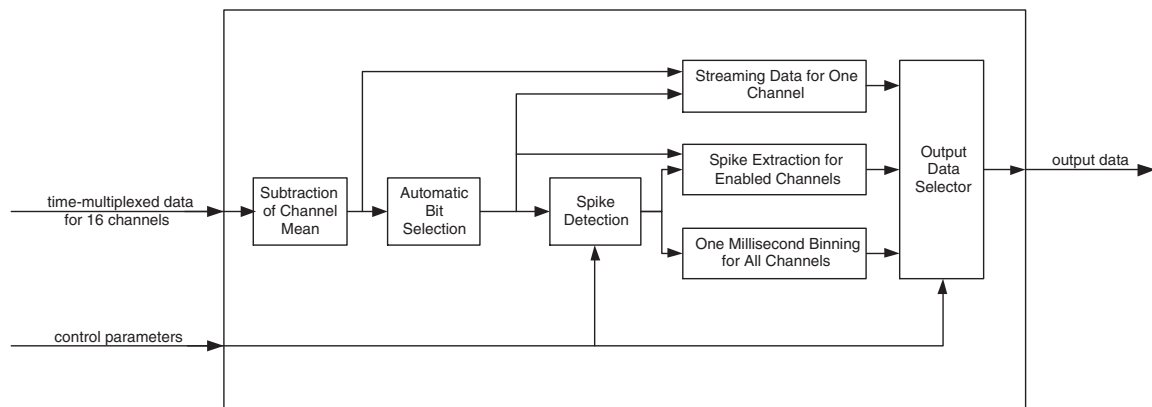 time-multiplexed data
for 16 channels
Subtraction
of Channel
Mean
Automatic
Bit
Selection
Spike
Detection
Streaming Data for One
Channel
Spike Extraction for
Enabled Channels
One Millisecond Binning
for All Channels
Output
Data
Selector
output data
control parameters